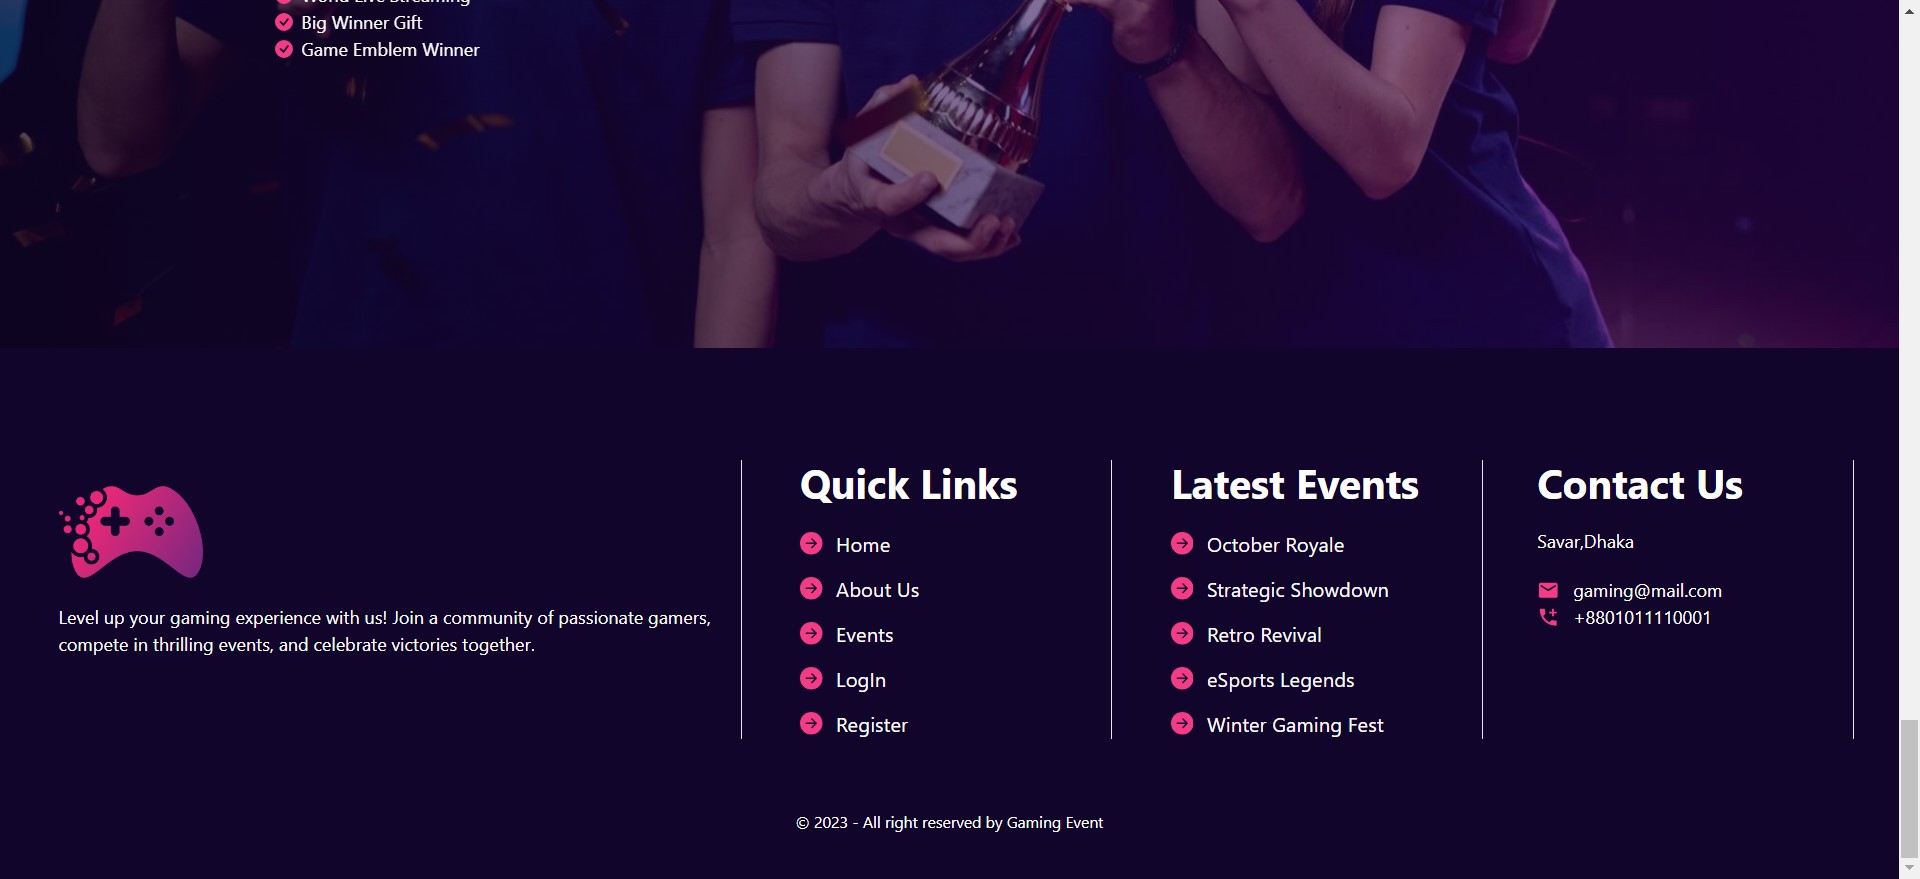 World Live Streaming
Big Winner Gift
Game Emblem Winner
Level up your gaming experience with us! Join a community of passionate gamers,
compete in thrilling events, and celebrate victories together.
Quick Links
Home
About Us
Events
LogIn
Register
Latest Events
October Royale
Strategic Showdown
Retro Revival
eSports Legends
Winter Gaming Fest
Contact Us
Savar,Dhaka
gaming@mail.com
+8801011110001
© 2023 - All right reserved by Gaming Event